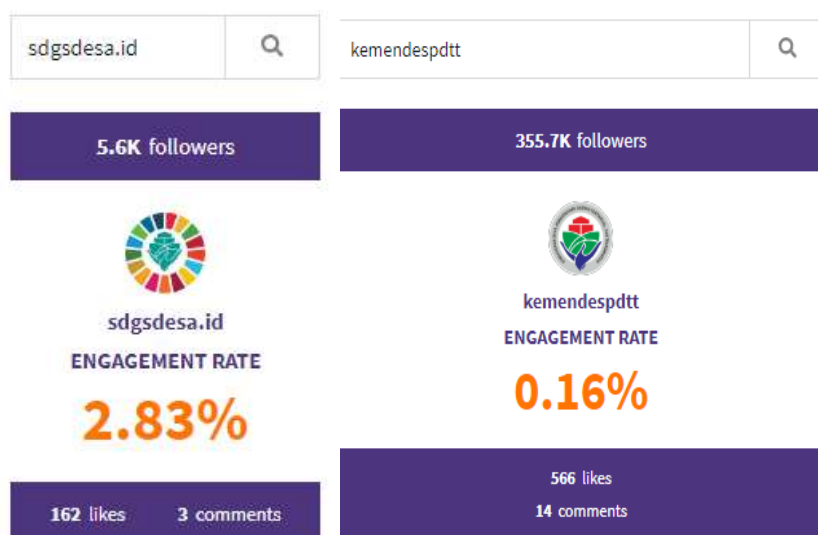 sdgsdesa.id
5.6K followers
sdgsdesa.id
ENGAGEMENT RATE
2.83%
162 likes 3 comments
kemendespdtt
355.7K followers
kemendespdtt
ENGAGEMENT RATE
0.16%
566 likes
14 comments